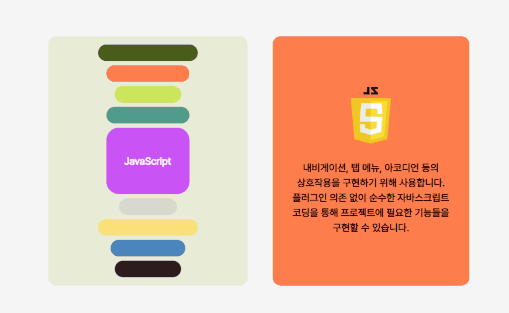 JavaScript
JS
내비게이션, 탭 메뉴, 아코디언 등의
상호작용을 구현하기 위해 사용합니다.
플러그인 의존 없이 순수한 자바스크립트
코딩을 통해 프로젝트에 필요한 기능들을
구현할 수 있습니다.